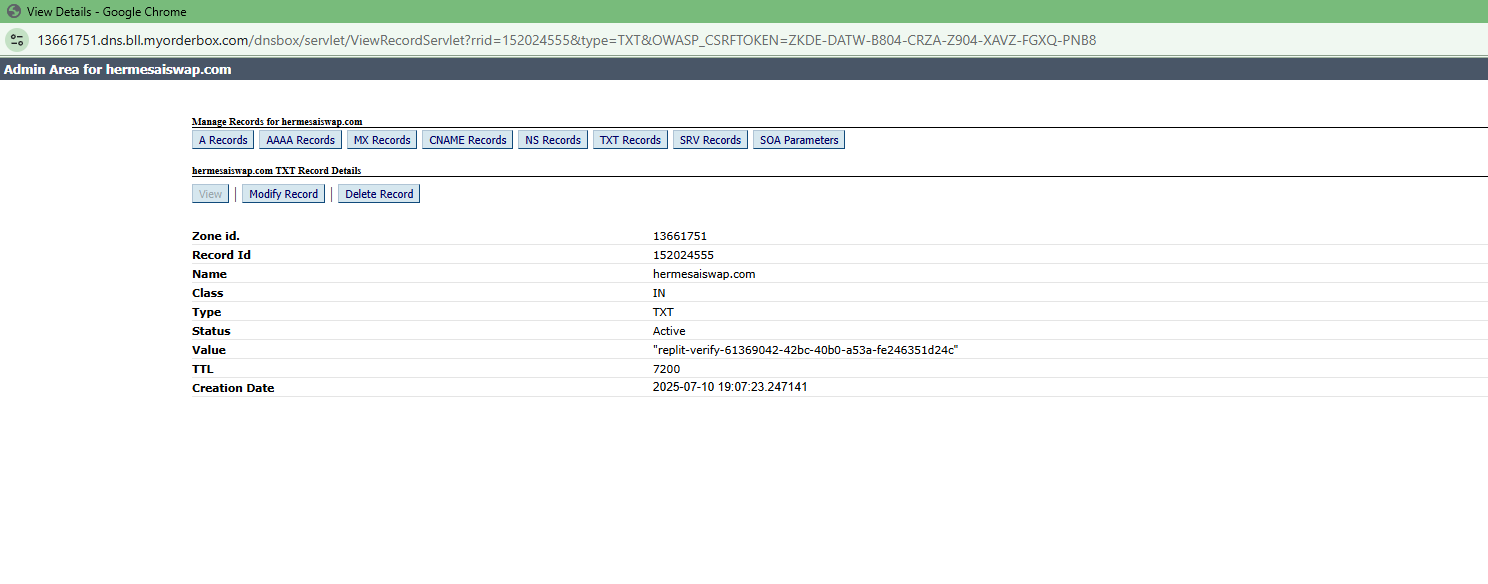 View Details - Google Chrome
13661751.dns.bll.myorderbox.com/dnsbox/servlet/ViewRecordServlet?rrid=152024555&type=TXT&OWASP_CSRFTOKEN=ZKDE-DATW-B804-CRZA-Z904-XAVZ-FGXQ-PNB8
Admin Area for hermesaiswap.com
Manage Records for hermesaiswap.com
A Records AAAA Records MX Records CNAME Records NS Records TXT Records SRV Records SOA Parameters
hermesaiswap.com TXT Record Details
View | Modify Record | Delete Record
Zone id. 13661751
Record Id 152024555
Name hermesaiswap.com
Class IN
Type TXT
Status Active
Value "replit-verify-61369042-42bc-40b0-a53a-fe246351d24c"
TTL 7200
Creation Date 2025-07-10 19:07:23.247141